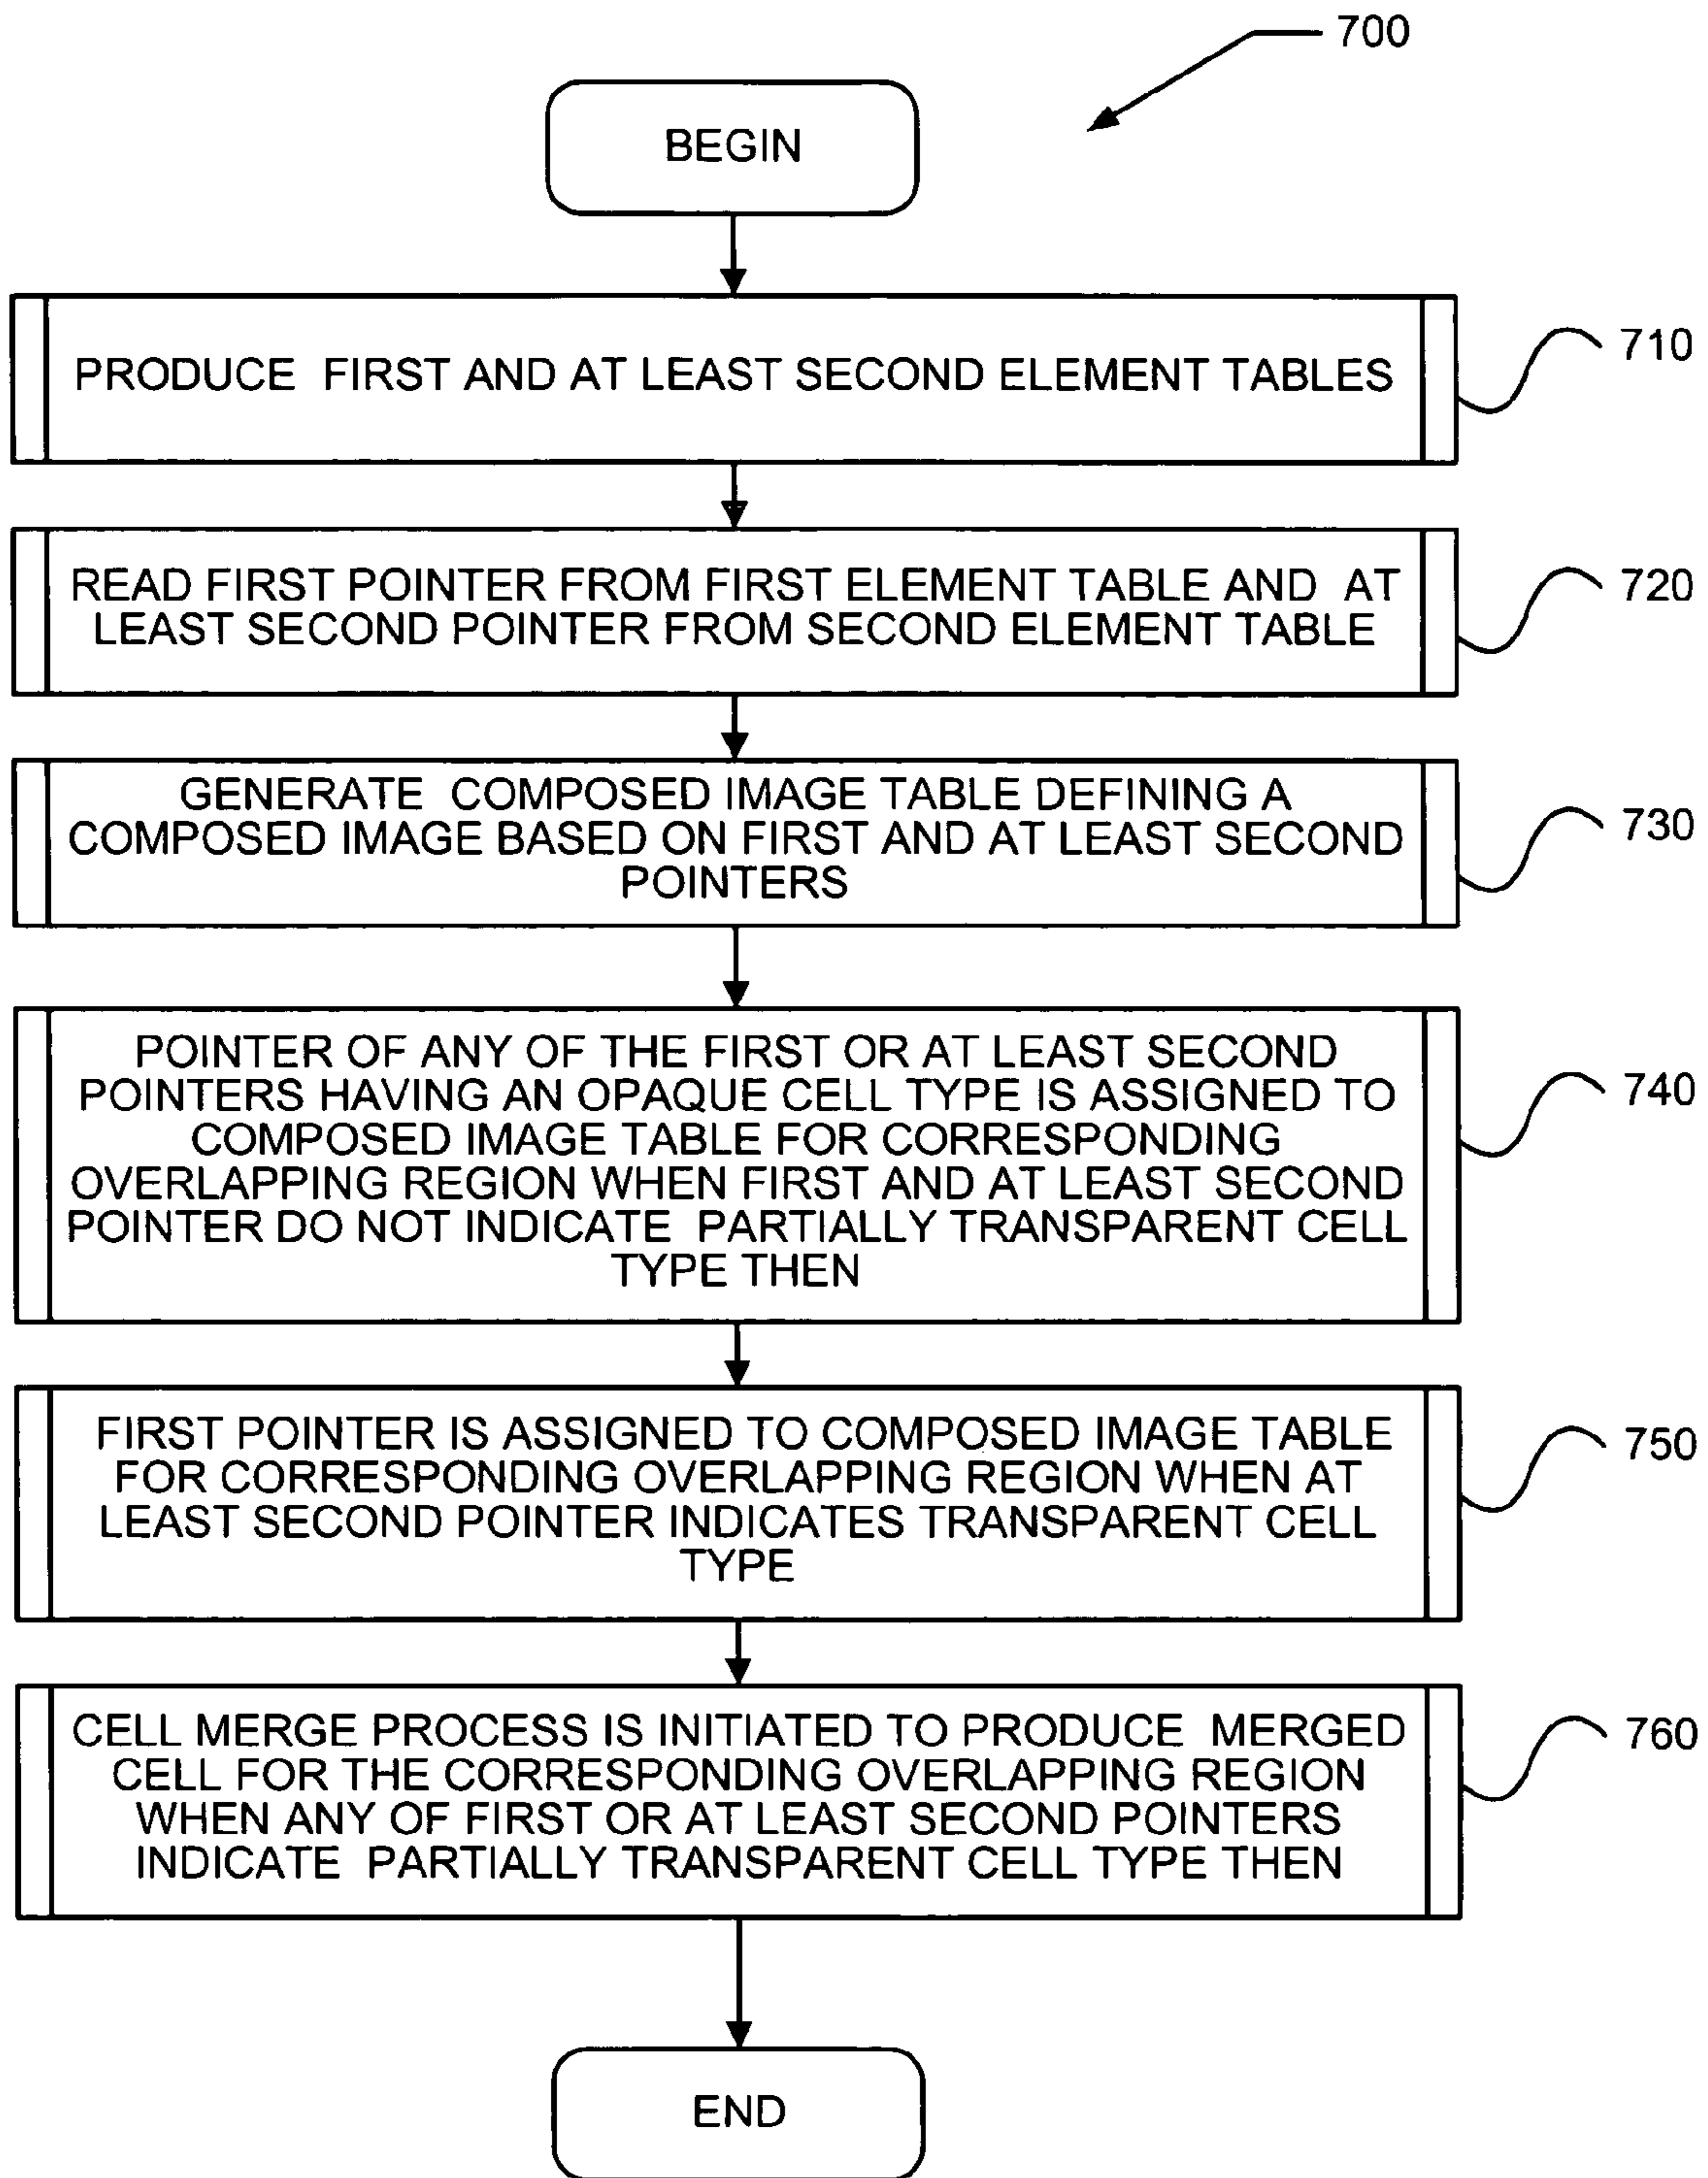 700
BEGIN
PRODUCE FIRST AND AT LEAST SECOND ELEMENT TABLES
710
READ FIRST POINTER FROM FIRST ELEMENT TABLE AND AT
LEAST SECOND POINTER FROM SECOND ELEMENT TABLE
720
GENERATE COMPOSED IMAGE TABLE DEFINING A
COMPOSED IMAGE BASED ON FIRST AND AT LEAST SECOND
POINTERS
730
POINTER OF ANY OF THE FIRST OR AT LEAST SECOND
POINTERS HAVING AN OPAQUE CELL TYPE IS ASSIGNED TO
COMPOSED IMAGE TABLE FOR CORRESPONDING
OVERLAPPING REGION WHEN FIRST AND AT LEAST SECOND
POINTER DO NOT INDICATE PARTIALLY TRANSPARENT CELL
TYPE THEN
740
FIRST POINTER IS ASSIGNED TO COMPOSED IMAGE TABLE
FOR CORRESPONDING OVERLAPPING REGION WHEN AT
LEAST SECOND POINTER INDICATES TRANSPARENT CELL
TYPE
750
CELL MERGE PROCESS IS INITIATED TO PRODUCE MERGED
CELL FOR THE CORRESPONDING OVERLAPPING REGION
WHEN ANY OF FIRST OR AT LEAST SECOND POINTERS
INDICATE PARTIALLY TRANSPARENT CELL TYPE THEN
760
END